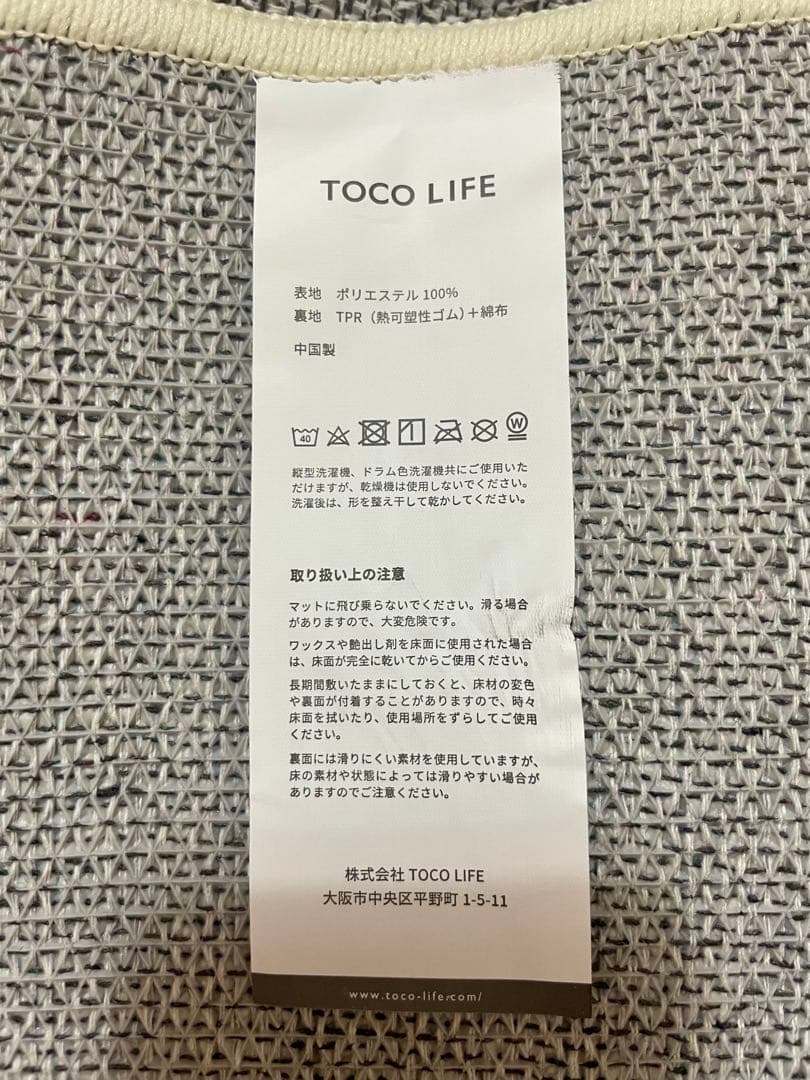 TOCO LIFE
表地 ポリエステル 100%
裏地 TPR（熱可塑性ゴム）＋綿布
中国製
40 W
縦型洗濯機、ドラム色洗濯機共にご使用いた
だけますが、乾燥機は使用しないでください。
洗濯後は、形を整え干して乾かしてください。
取り扱い上の注意
マットに飛び乗らないでください。滑る場合
がありますので、大変危険です。
ワックスや艶出し剤を床面に使用された場合
は、床面が完全に乾いてからご使用ください。
長期間敷いたままにしておくと、床材の変色
や裏面が付着することがありますので、時々
床面を拭いたり、使用場所をずらしてご使用
ください。
裏面には滑りにくい素材を使用していますが、
床の素材や状態によっては滑りやすい場合が
ありますのでご注意ください。
株式会社 TOCO LIFE
大阪市中央区平野町 1-5-11
www.toco-life.com/